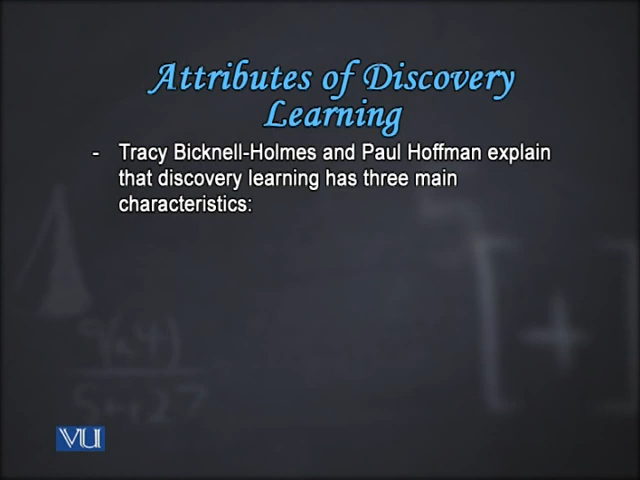 Attributes of Discovery
Learning
- Tracy Bicknell-Holmes and Paul Hoffman explain
that discovery learning has three main
characteristics:
VU